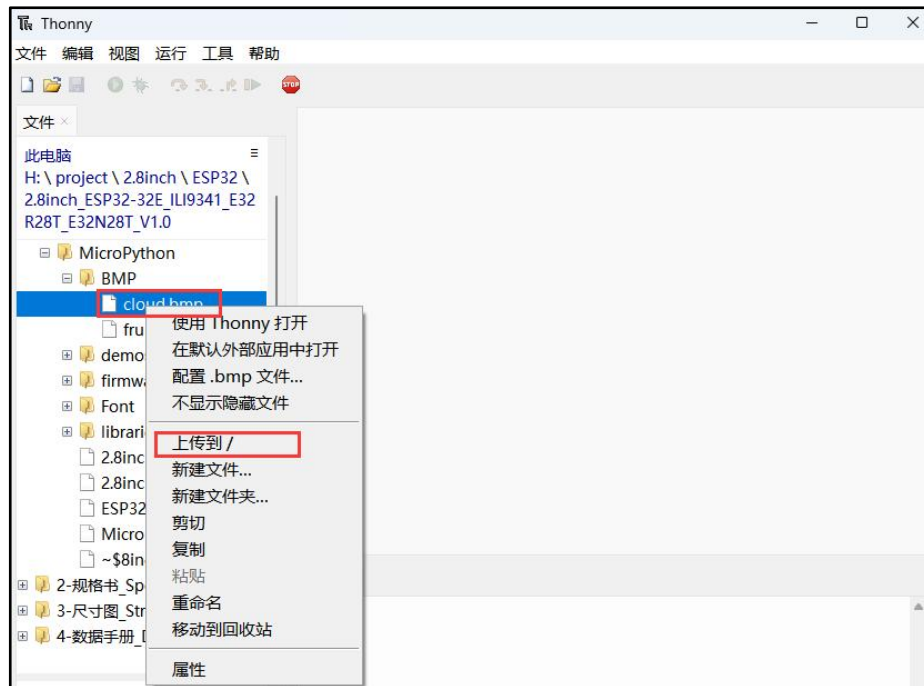 Thonny
文件 编辑 视图 运行 工具 帮助
STOP
文件 ×
此电脑
H: \ project \ 2.8inch \ ESP32 \
2.8inch_ESP32-32E_ILI9341_E32
R28T_E32N28T_V1.0
MicroPython
BMP
cloud.bmp
fru
使用 Thonny 打开
demo
在默认外部应用中打开
firmwa
配置 .bmp 文件...
Font
不显示隐藏文件
librari
上传到 /
2.8inc
新建文件...
2.8inc
新建文件夹...
ESP32
剪切
Micro
复制
~$8in
粘贴
2-规格书_Sp
重命名
3-尺寸图_Str
移动到回收站
4-数据手册_
属性